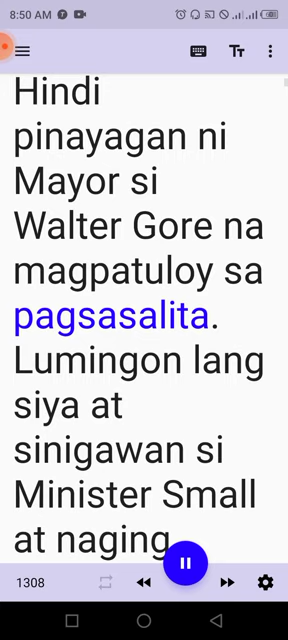 8:50 AM
Tт
Hindi
pinayagan ni
Mayor si
Walter Gore na
magpatuloy sa
pagsasalita.
Lumingon lang
siya at
sinigawan si
Minister Small
at naging
1308